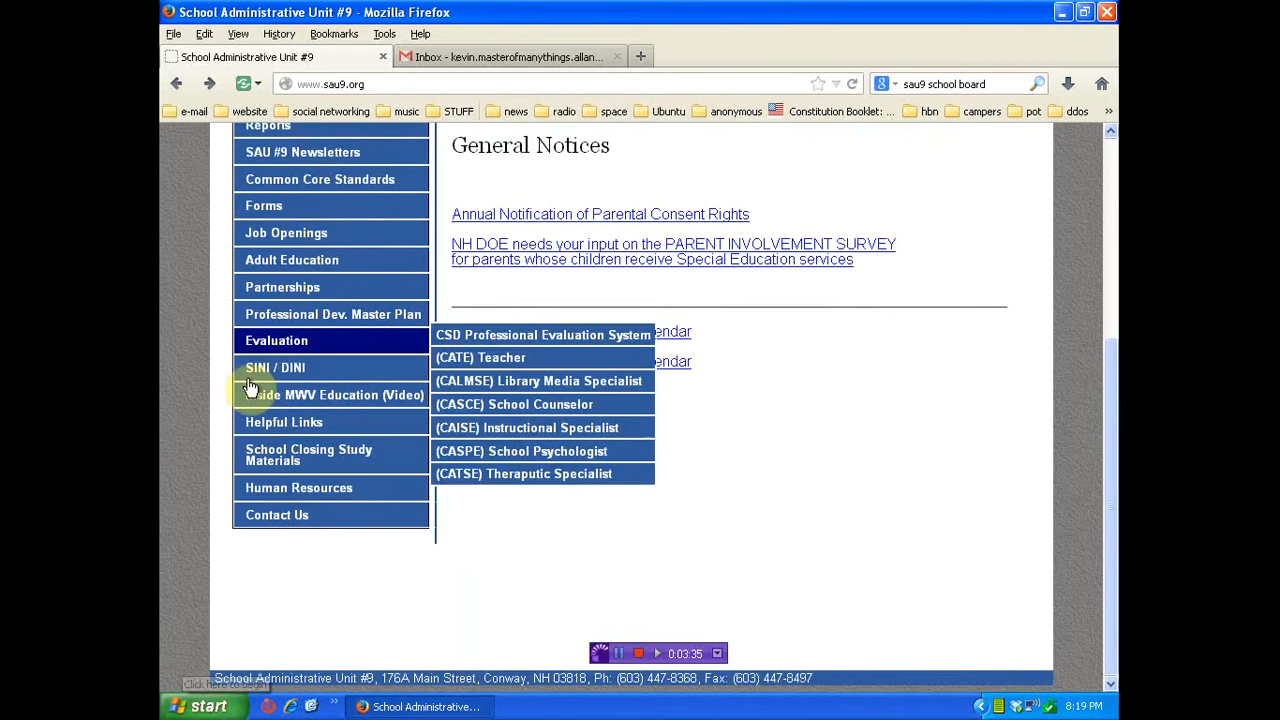 School Administrative Unit #9 - Mozilla Firefox
File Edit View History Bookmarks Tools Help
School Administrative Unit #9
Inbox - kevin.masterofmanythings.allan...
www.sau9.org
sau9 school board
e-mail website social networking music STUFF news radio space Ubuntu anonymous Constitution Booklet: ... hbn campers pot ddos
Reports
SAU #9 Newsletters
Common Core Standards
Forms
Job Openings
Adult Education
Partnerships
Professional Dev. Master Plan
Evaluation
SINI / DINI
side MWV Education (Video)
Helpful Links
School Closing Study
Materials
Human Resources
Contact Us
CSD Professional Evaluation System
(CATE) Teacher
(CALMSE) Library Media Specialist
(CASCE) School Counselor
(CAISE) Instructional Specialist
(CASPE) School Psychologist
(CATSE) Theraputic Specialist
General Notices
Annual Notification of Parental Consent Rights
NH DOE needs your input on the PARENT INVOLVEMENT SURVEY
for parents whose children receive Special Education services
endar
endar
0:03:35
School Administrative Unit #9, 176A Main Street, Conway, NH 03818, Ph: (603) 447-8368, Fax: (603) 447-8497
Click here to begin
start
School Administrative...
8:19 PM